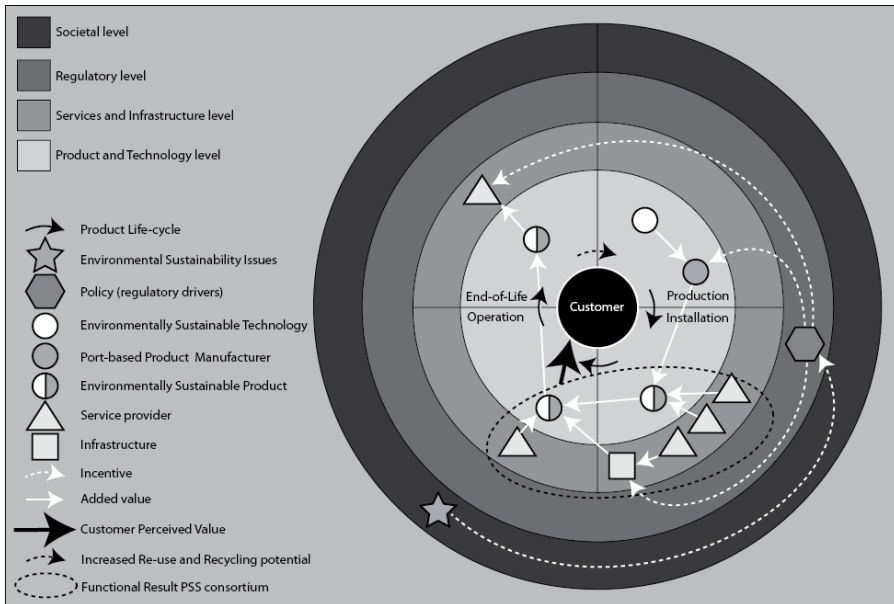 Societal level
Regulatory level
Services and Infrastructure level
Product and Technology level
Product Life-cycle
Environmental Sustainability Issues
Policy (regulatory drivers)
Environmentally Sustainable Technology
Port-based Product Manufacturer
Environmentally Sustainable Product
Service provider
Infrastructure
Incentive
Added value
Customer Perceived Value
Increased Re-use and Recycling potential
Functional Result PSS consortium
End-of-Life
Operation
Customer
Production
Installation